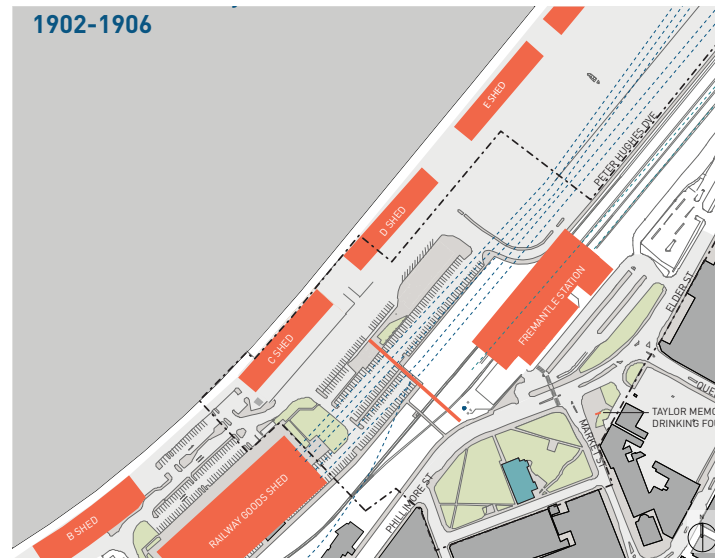 1902-1906
E SHED
PETER HUGHES DVE
D SHED
FREMANTLE STATION
ELDER ST
C SHED
QUE
TAYLOR MEMO
DRINKING FOU
MARKET ST
PHILLIMORE ST
RAILWAY GOODS SHED
B SHED
N